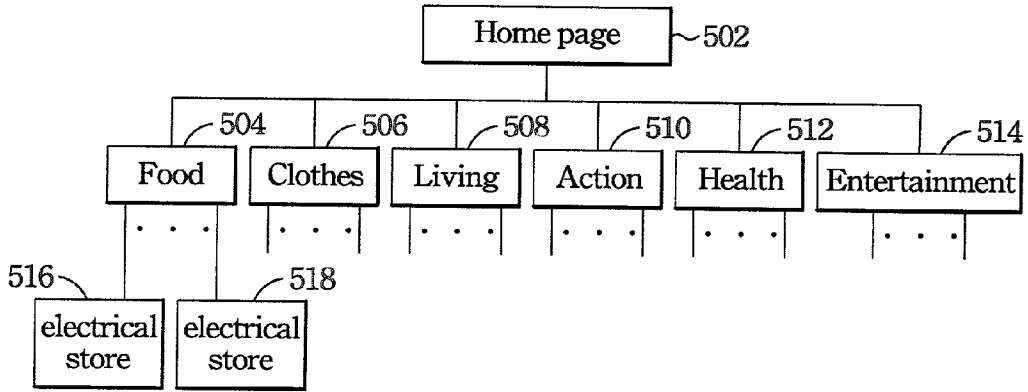 Home page
502
504
506
508
510
512
514
Food
Clothes
Living
Action
Health
Entertainment
516
518
electrical
store
electrical
store